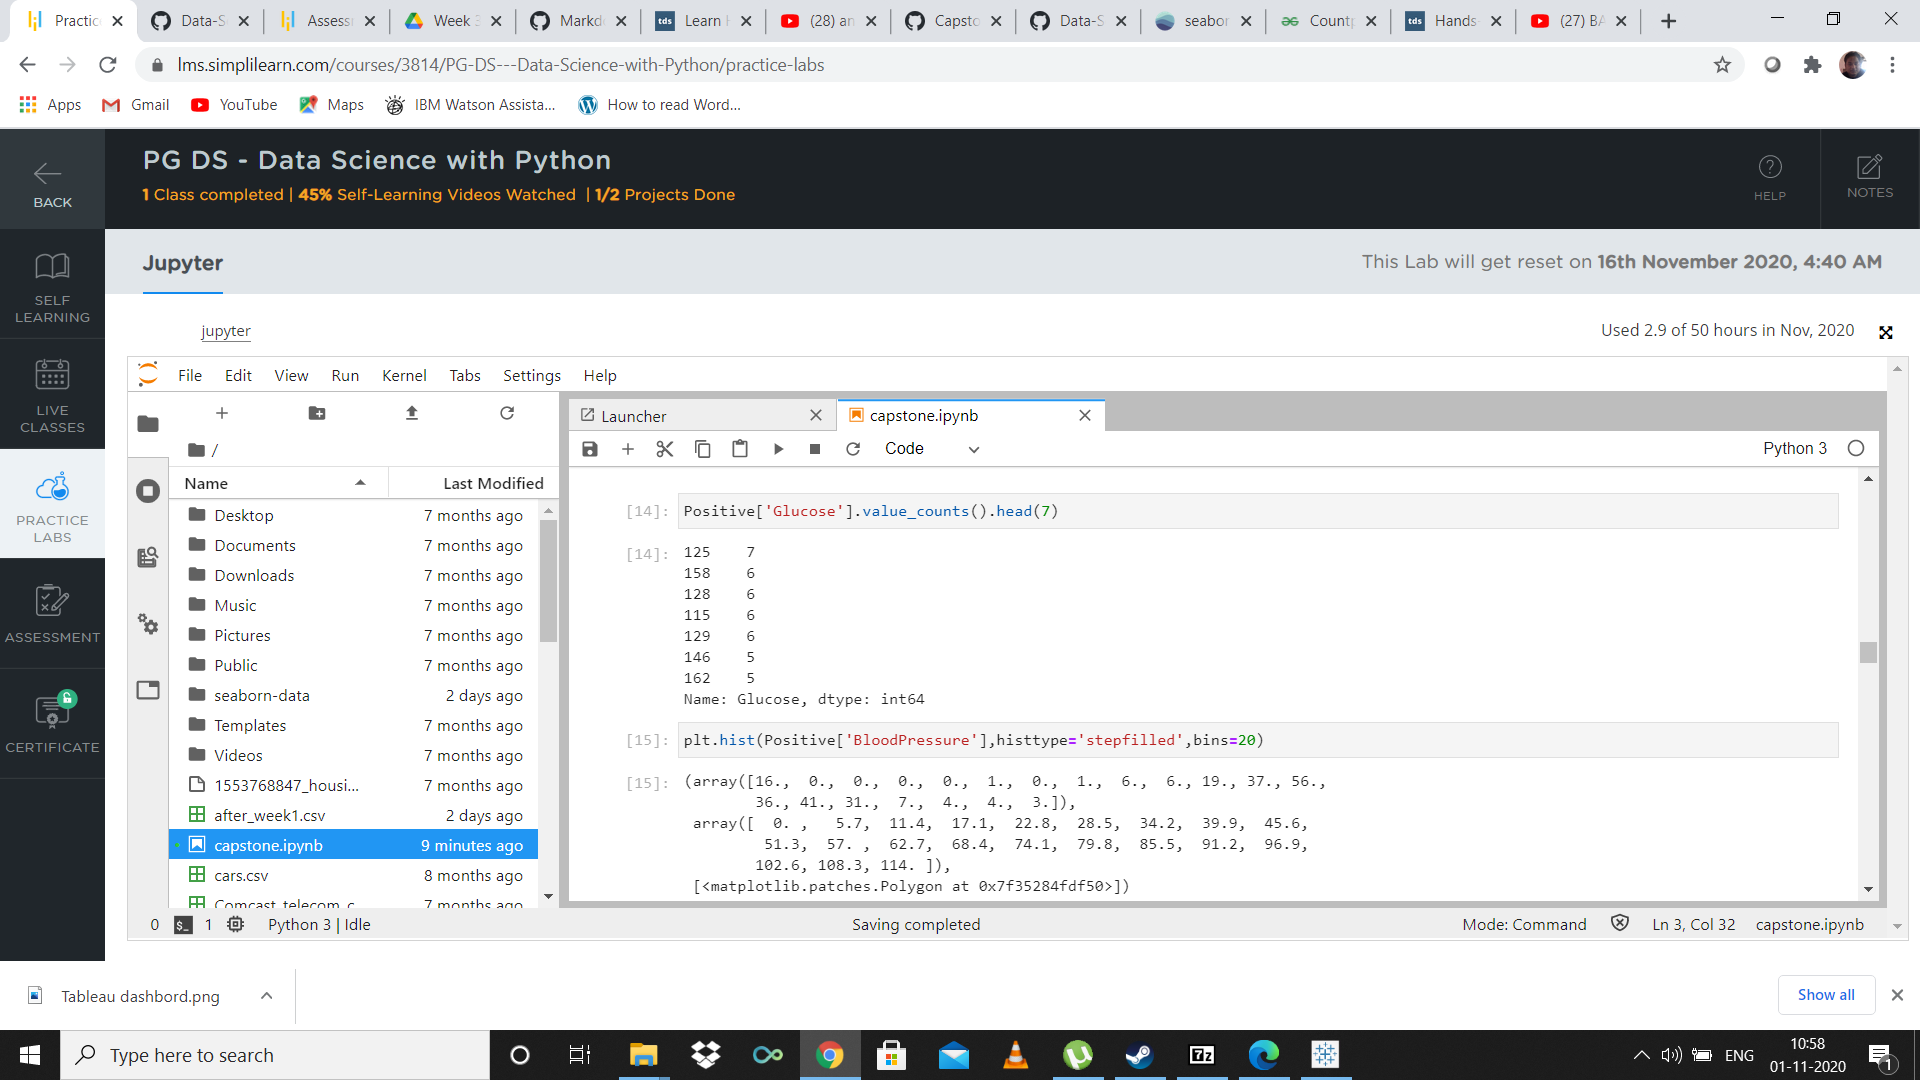 Practice
Data-S
Assess
Week 3
Markd
Learn
(28) an
Capsto
Data-S
seabor
Count
Hands
(27) BA
lms.simplilearn.com/courses/3814/PG-DS---Data-Science-with-Python/practice-labs
Apps Gmail YouTube Maps IBM Watson Assista... How to read Word...
BACK
PG DS - Data Science with Python
1 Class completed | 45% Self-Learning Videos Watched | 1/2 Projects Done
HELP
NOTES
SELF
LEARNING
LIVE
CLASSES
PRACTICE
LABS
ASSESSMENT
CERTIFICATE
Jupyter
This Lab will get reset on 16th November 2020, 4:40 AM
jupyter
Used 2.9 of 50 hours in Nov, 2020
File Edit View Run Kernel Tabs Settings Help
/
Name Last Modified
Desktop 7 months ago
Documents 7 months ago
Downloads 7 months ago
Music 7 months ago
Pictures 7 months ago
Public 7 months ago
seaborn-data 2 days ago
Templates 7 months ago
Videos 7 months ago
1553768847_housi... 7 months ago
after_week1.csv 2 days ago
capstone.ipynb 9 minutes ago
cars.csv 8 months ago
Comcast_telecom_c 7 months ago
Launcher
capstone.ipynb
Code
Python 3
[14]: Positive['Glucose'].value_counts().head(7)
[14]: 125 7
158 6
128 6
115 6
129 6
146 5
162 5
Name: Glucose, dtype: int64
[15]: plt.hist(Positive['BloodPressure'],histtype='stepfilled',bins=20)
[15]: (array([16., 0., 0., 0., 0., 1., 0., 1., 6., 6., 19., 37., 56.,
36., 41., 31., 7., 4., 4., 3.]),
array([ 0. , 5.7, 11.4, 17.1, 22.8, 28.5, 34.2, 39.9, 45.6,
51.3, 57. , 62.7, 68.4, 74.1, 79.8, 85.5, 91.2, 96.9,
102.6, 108.3, 114. ]),
[<matplotlib.patches.Polygon at 0x7f35284fdf50>])
0 $_ 1 Python 3 | Idle Saving completed Mode: Command Ln 3, Col 32 capstone.ipynb
Tableau dashbord.png
Show all
Type here to search
ENG
10:58
01-11-2020
1